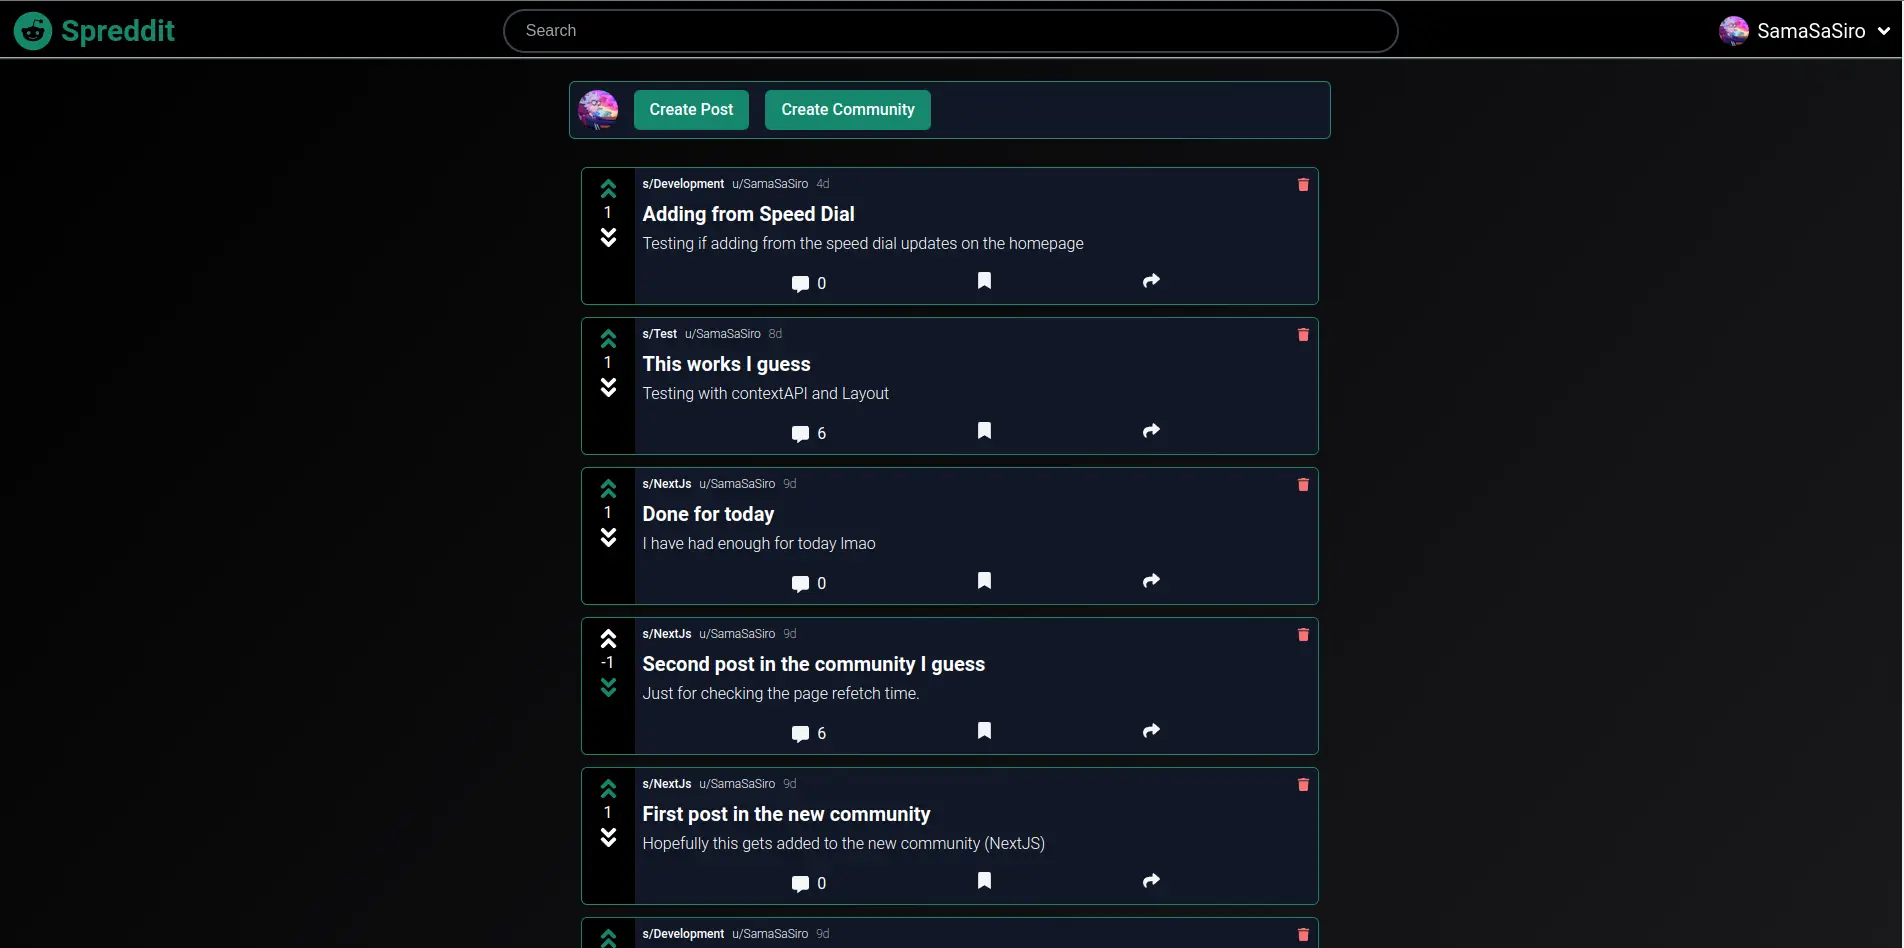 Spreddit
Search
SamaSaSiro
Create Post
Create Community
s/Development u/SamaSaSiro 4d
1
Adding from Speed Dial
Testing if adding from the speed dial updates on the homepage
0
s/Test u/SamaSaSiro 8d
1
This works I guess
Testing with contextAPI and Layout
6
s/NextJs u/SamaSaSiro 9d
1
Done for today
I have had enough for today lmao
0
s/NextJs u/SamaSaSiro 9d
-1
Second post in the community I guess
Just for checking the page refetch time.
6
s/NextJs u/SamaSaSiro 9d
1
First post in the new community
Hopefully this gets added to the new community (NextJS)
0
s/Development u/SamaSaSiro 9d